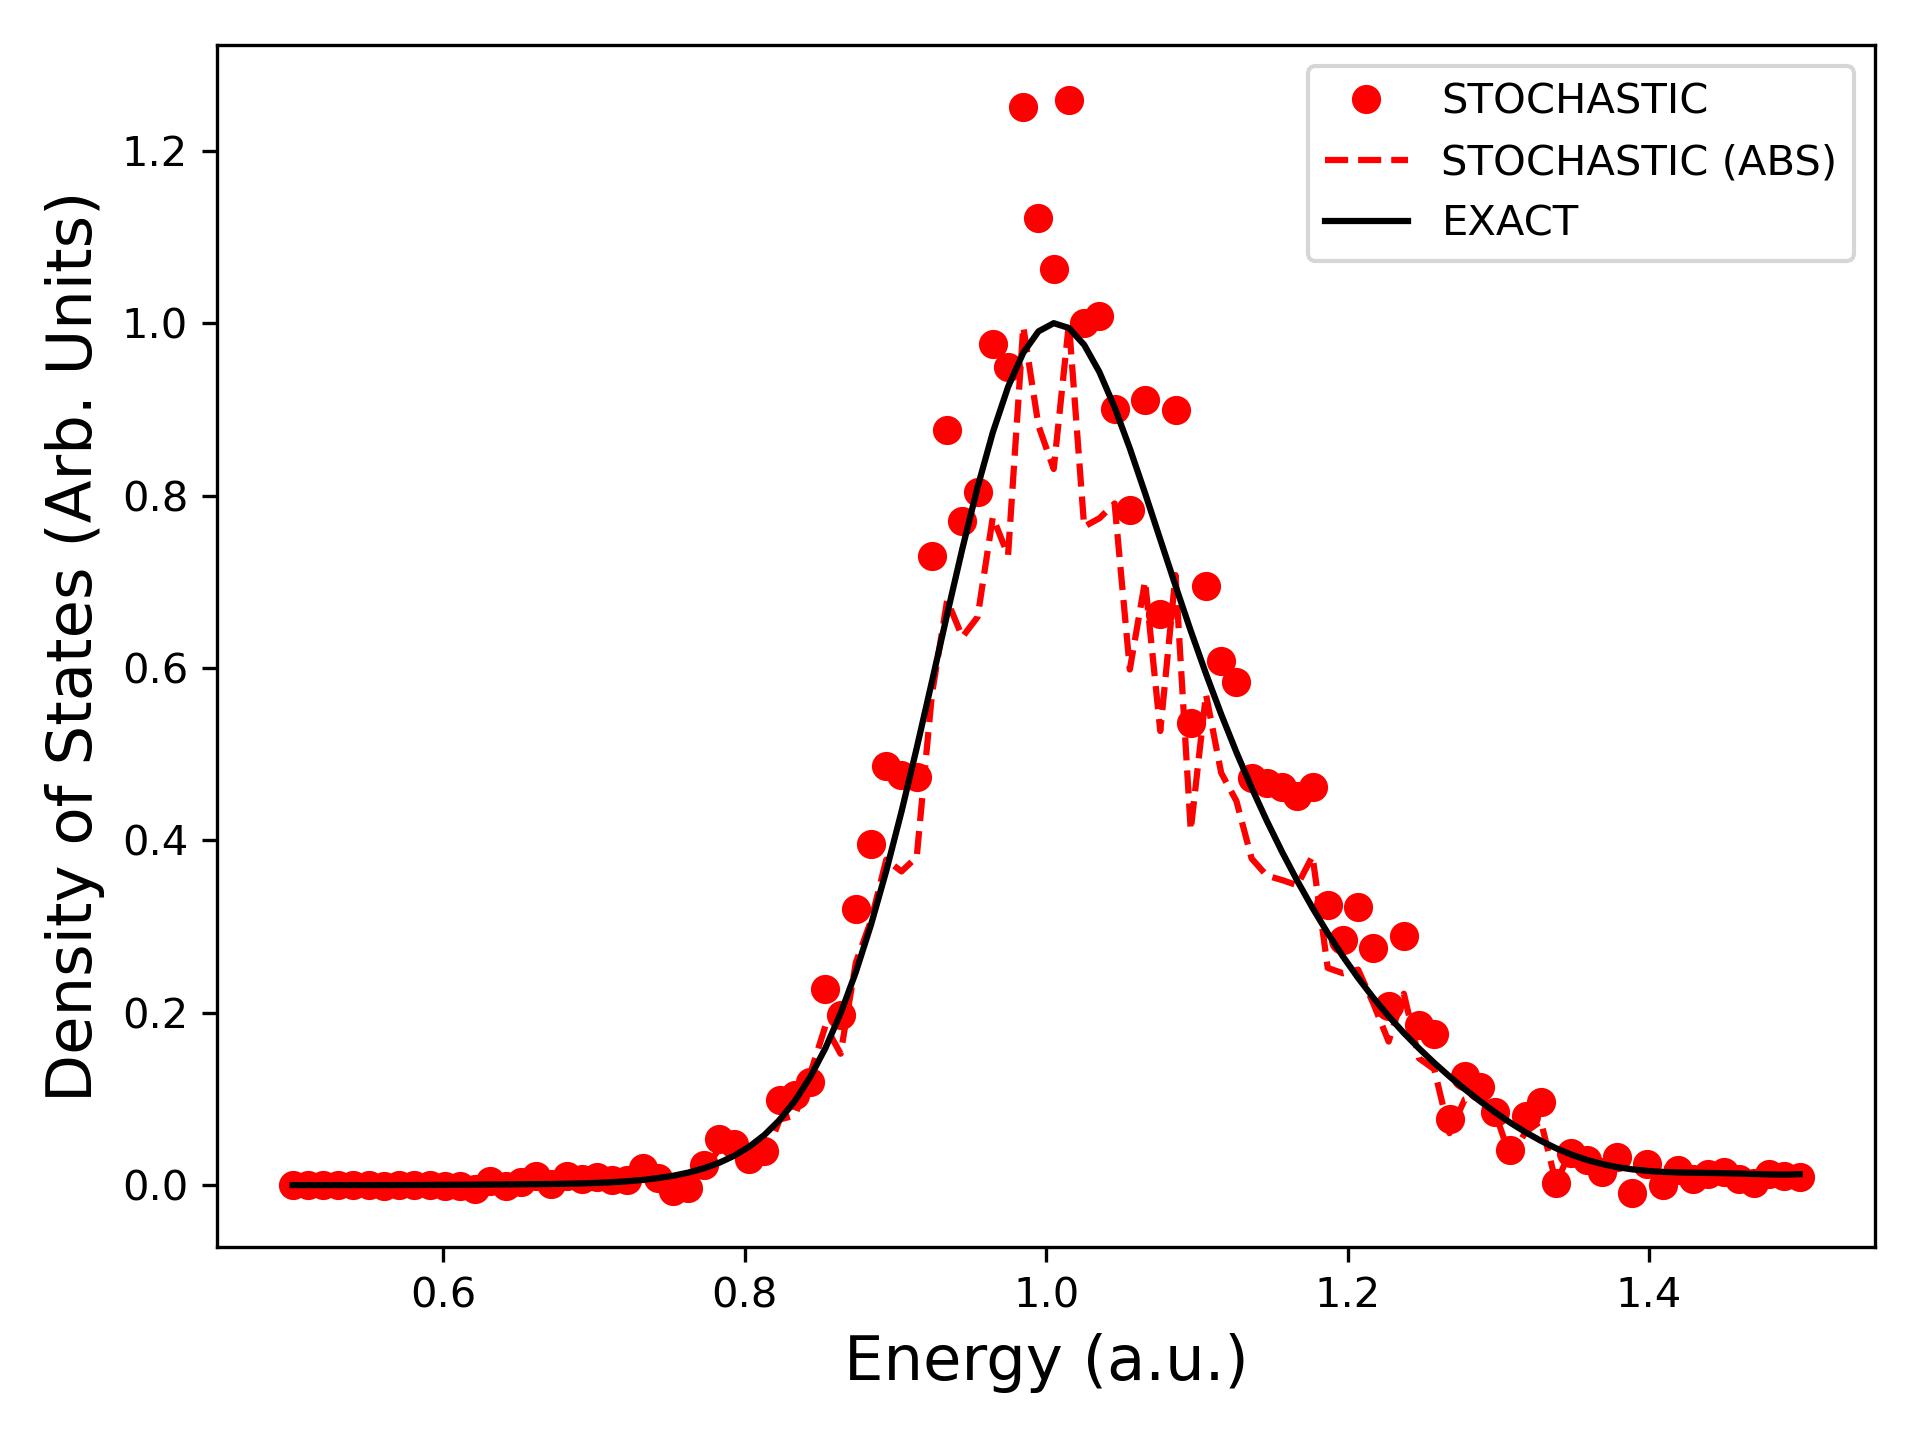 STOCHASTIC
STOCHASTIC (ABS)
EXACT
Density of States (Arb. Units)
1.2
1.0
0.8
0.6
0.4
0.2
0.0
0.6 0.8 1.0 1.2 1.4
Energy (a.u.)